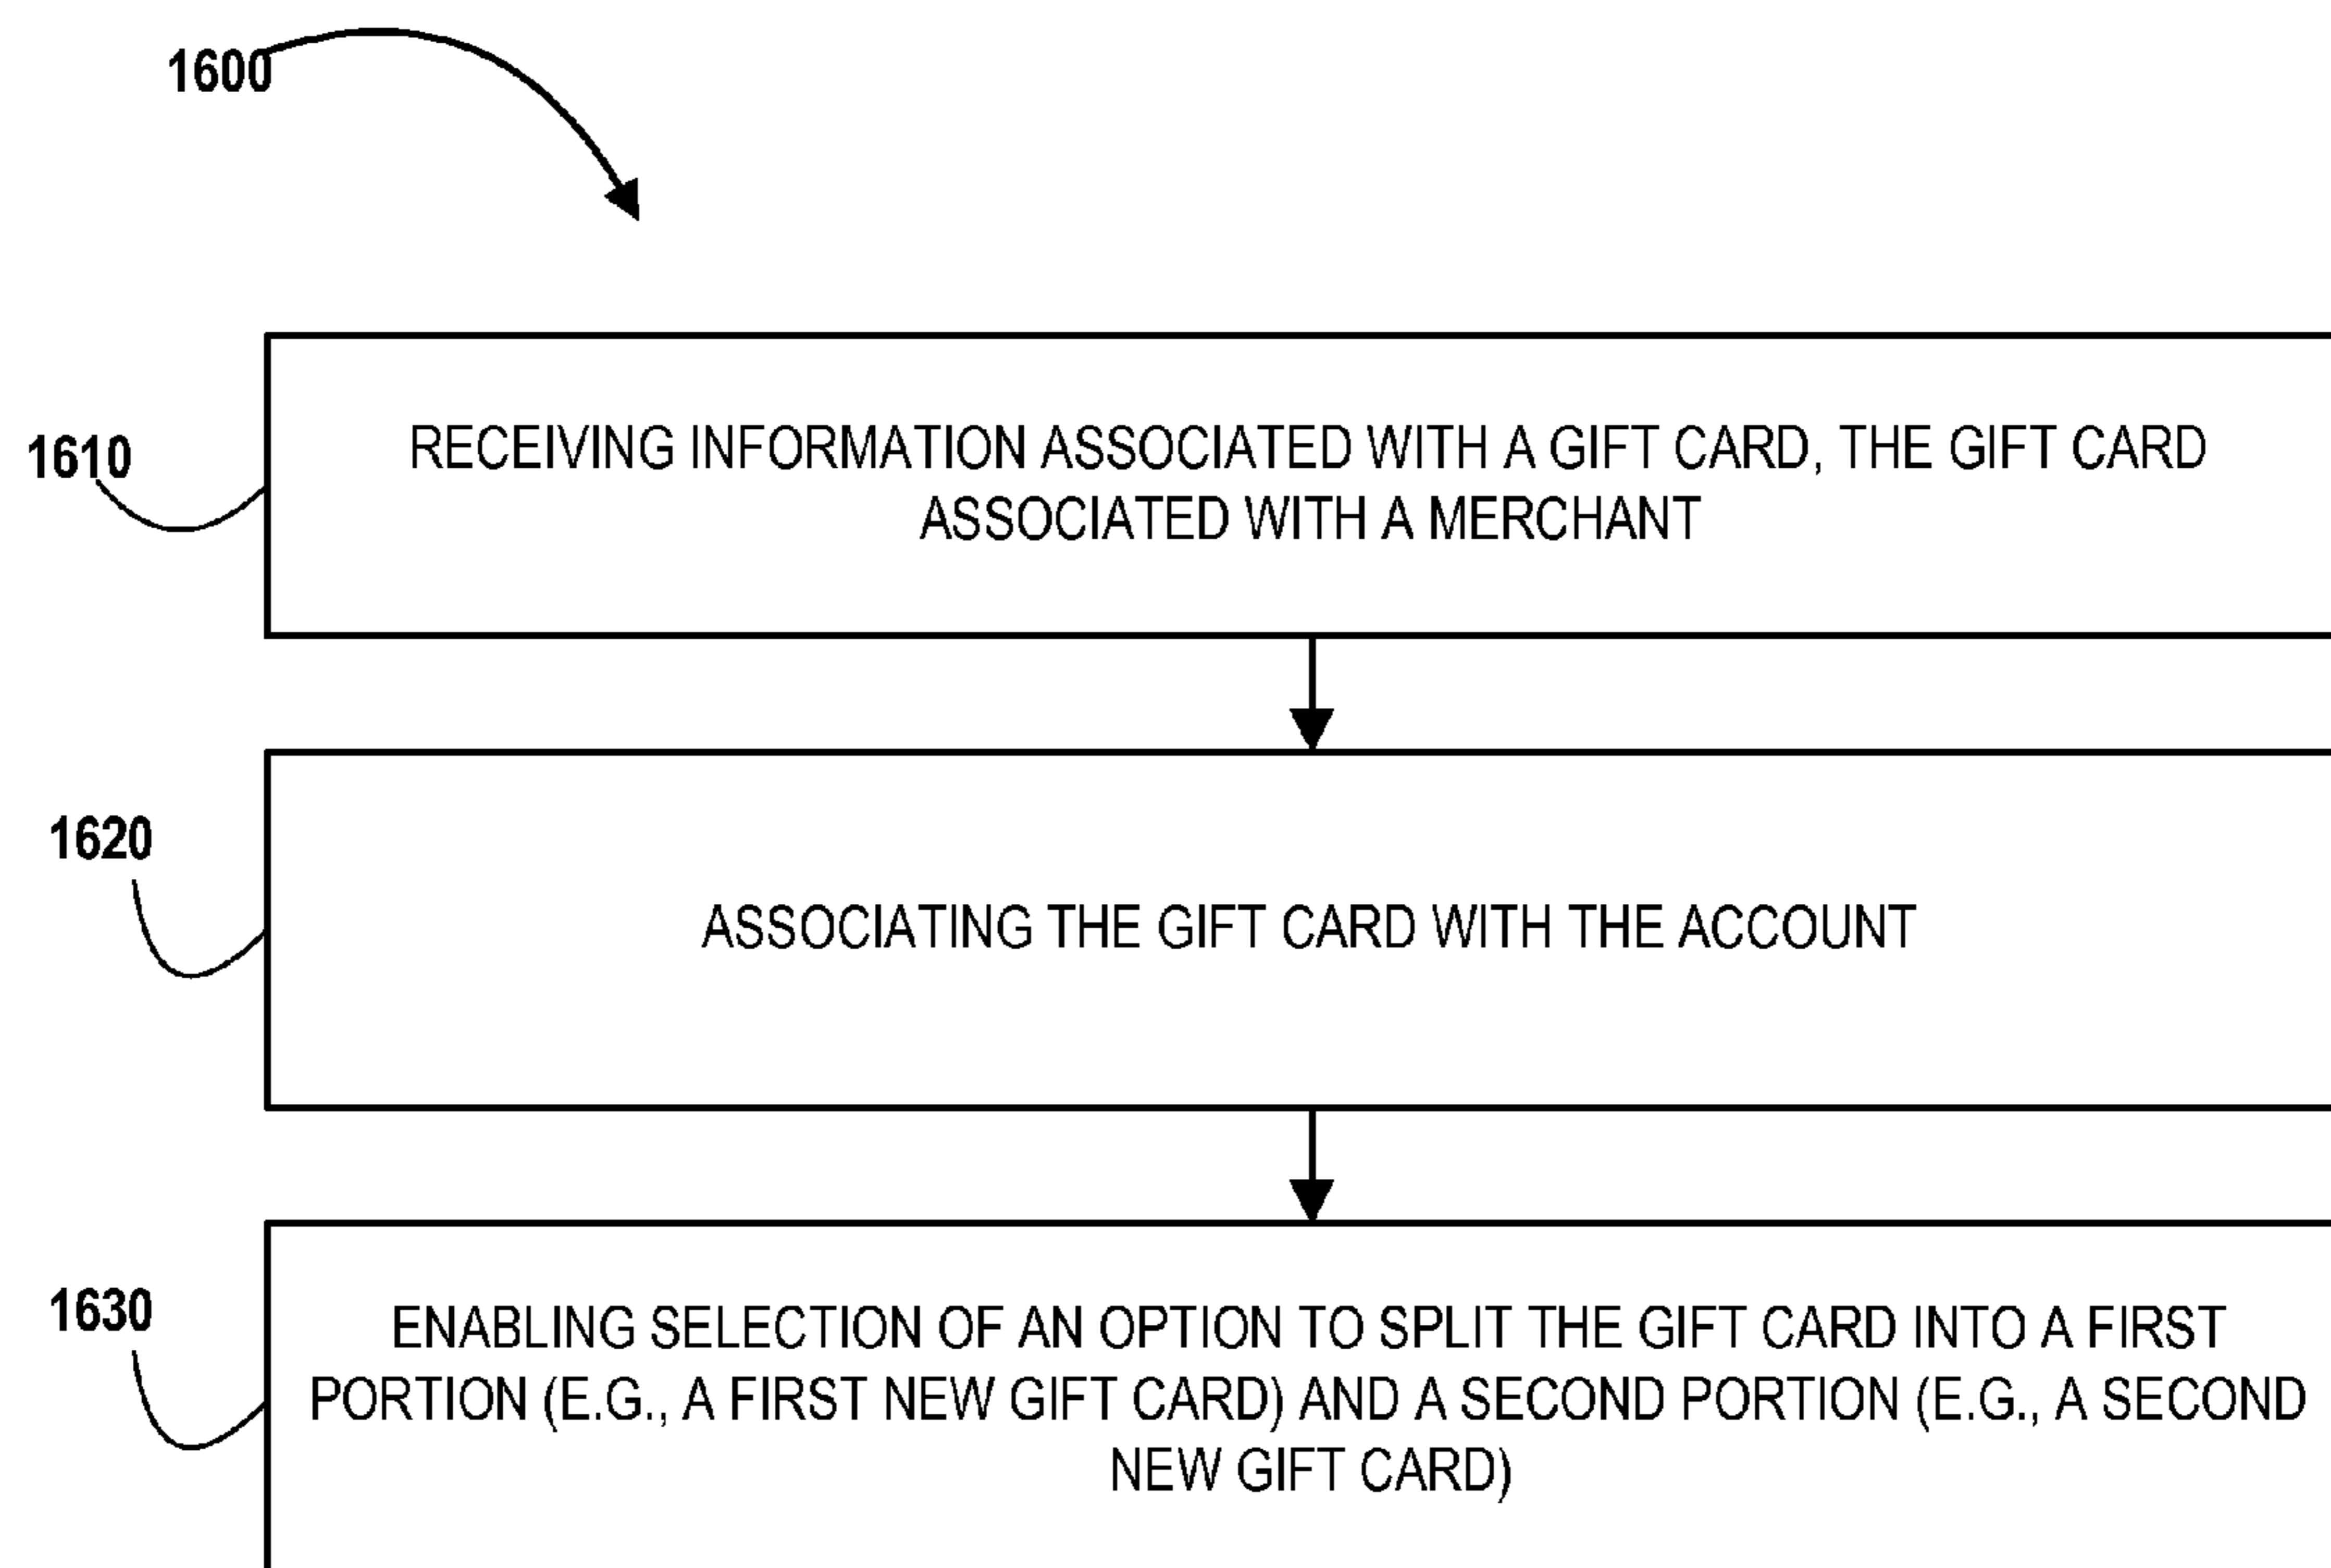 1600
1610
RECEIVING INFORMATION ASSOCIATED WITH A GIFT CARD, THE GIFT CARD
ASSOCIATED WITH A MERCHANT
1620
ASSOCIATING THE GIFT CARD WITH THE ACCOUNT
1630
ENABLING SELECTION OF AN OPTION TO SPLIT THE GIFT CARD INTO A FIRST
PORTION (E.G., A FIRST NEW GIFT CARD) AND A SECOND PORTION (E.G., A SECOND
NEW GIFT CARD)